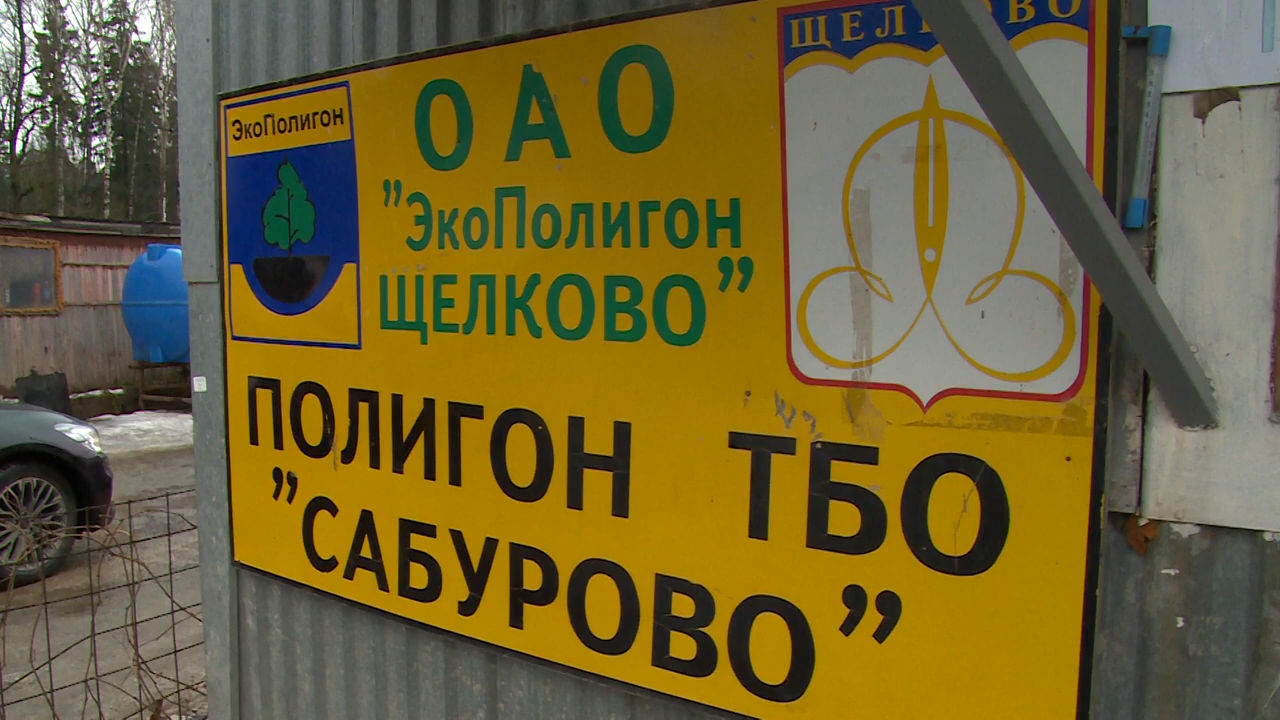 ЭкоПолигон
ОАО
"ЭкоПолигон
ЩЕЛКОВО"
ЩЕЛКОВО
ПОЛИГОН ТБО
"САБУРОВО"